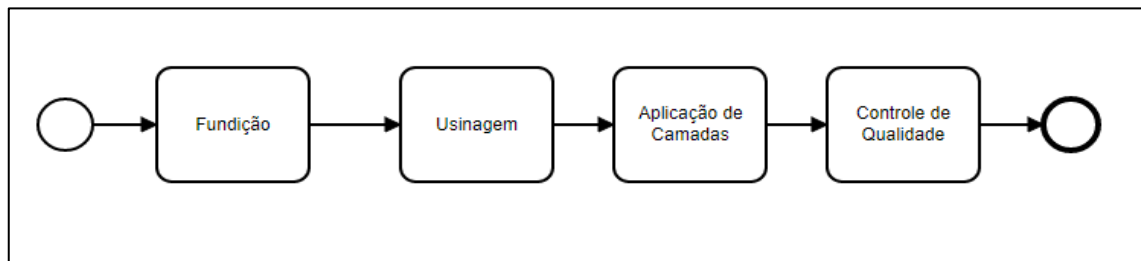 Fundição
Usinagem
Aplicação de
Camadas
Controle de
Qualidade